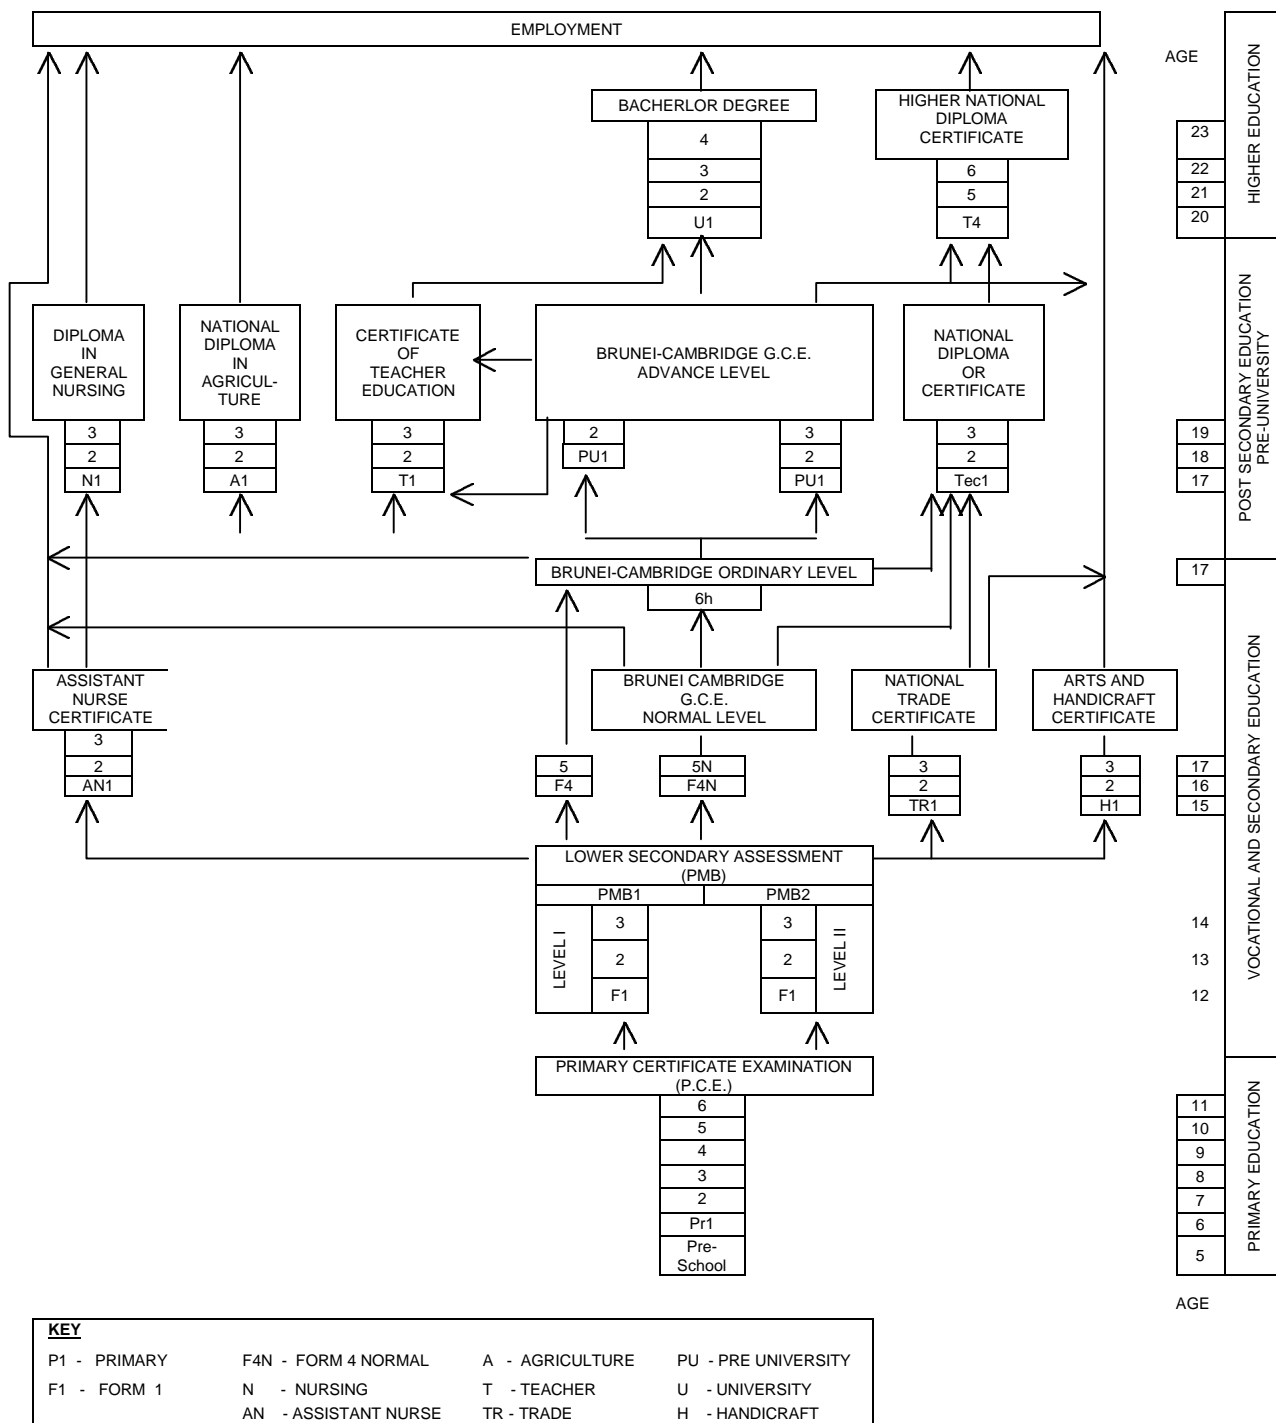 EMPLOYMENT
AGE
HIGHER EDUCATION
BACHERLOR DEGREE
4
3
2
U1
HIGHER NATIONAL
DIPLOMA
CERTIFICATE
6
5
T4
23
22
21
20
POST SECONDARY EDUCATION
PRE-UNIVERSITY
DIPLOMA
IN
GENERAL
NURSING
3
2
N1
NATIONAL
DIPLOMA
IN
AGRICUL-
TURE
3
2
A1
CERTIFICATE
OF
TEACHER
EDUCATION
3
2
T1
BRUNEI-CAMBRIDGE G.C.E.
ADVANCE LEVEL
2
PU1
3
2
PU1
NATIONAL
DIPLOMA
OR
CERTIFICATE
3
2
Tec1
19
18
17
BRUNEI-CAMBRIDGE ORDINARY LEVEL
6h
17
VOCATIONAL AND SECONDARY EDUCATION
ASSISTANT
NURSE
CERTIFICATE
3
2
AN1
5
F4
BRUNEI CAMBRIDGE
G.C.E.
NORMAL LEVEL
5N
F4N
NATIONAL
TRADE
CERTIFICATE
3
2
TR1
ARTS AND
HANDICRAFT
CERTIFICATE
3
2
H1
17
16
15
LOWER SECONDARY ASSESSMENT
(PMB)
PMB1
PMB2
LEVEL I
3
2
F1
3
2
F1
LEVEL II
14
13
12
PRIMARY CERTIFICATE EXAMINATION
(P.C.E.)
6
5
4
3
2
Pr1
Pre-
School
11
10
9
8
7
6
5
PRIMARY EDUCATION
AGE
KEY
P1 - PRIMARY F4N - FORM 4 NORMAL A - AGRICULTURE PU - PRE UNIVERSITY
F1 - FORM 1 N - NURSING T - TEACHER U - UNIVERSITY
AN - ASSISTANT NURSE TR - TRADE H - HANDICRAFT